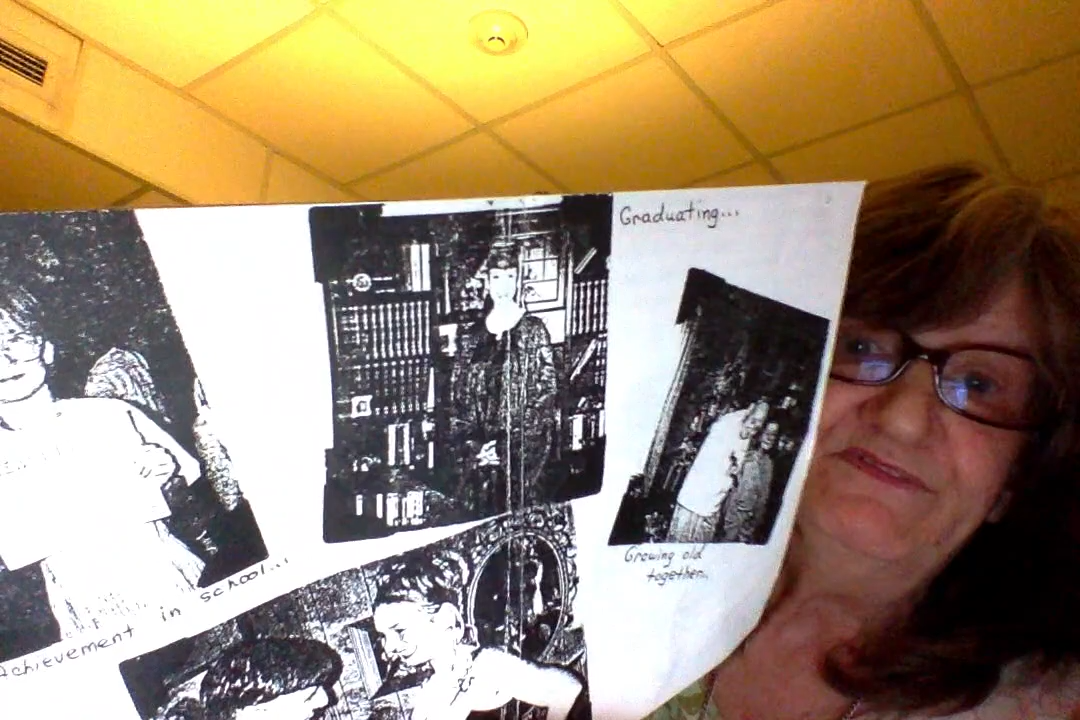 Graduating...
Growing old
together..
Achievement in school...